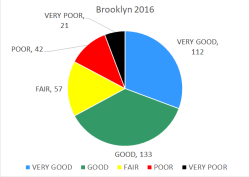 Brooklyn 2016
VERY POOR,
21
POOR, 42
VERY GOOD,
112
FAIR, 57
GOOD, 133
VERY GOOD GOOD FAIR POOR VERY POOR